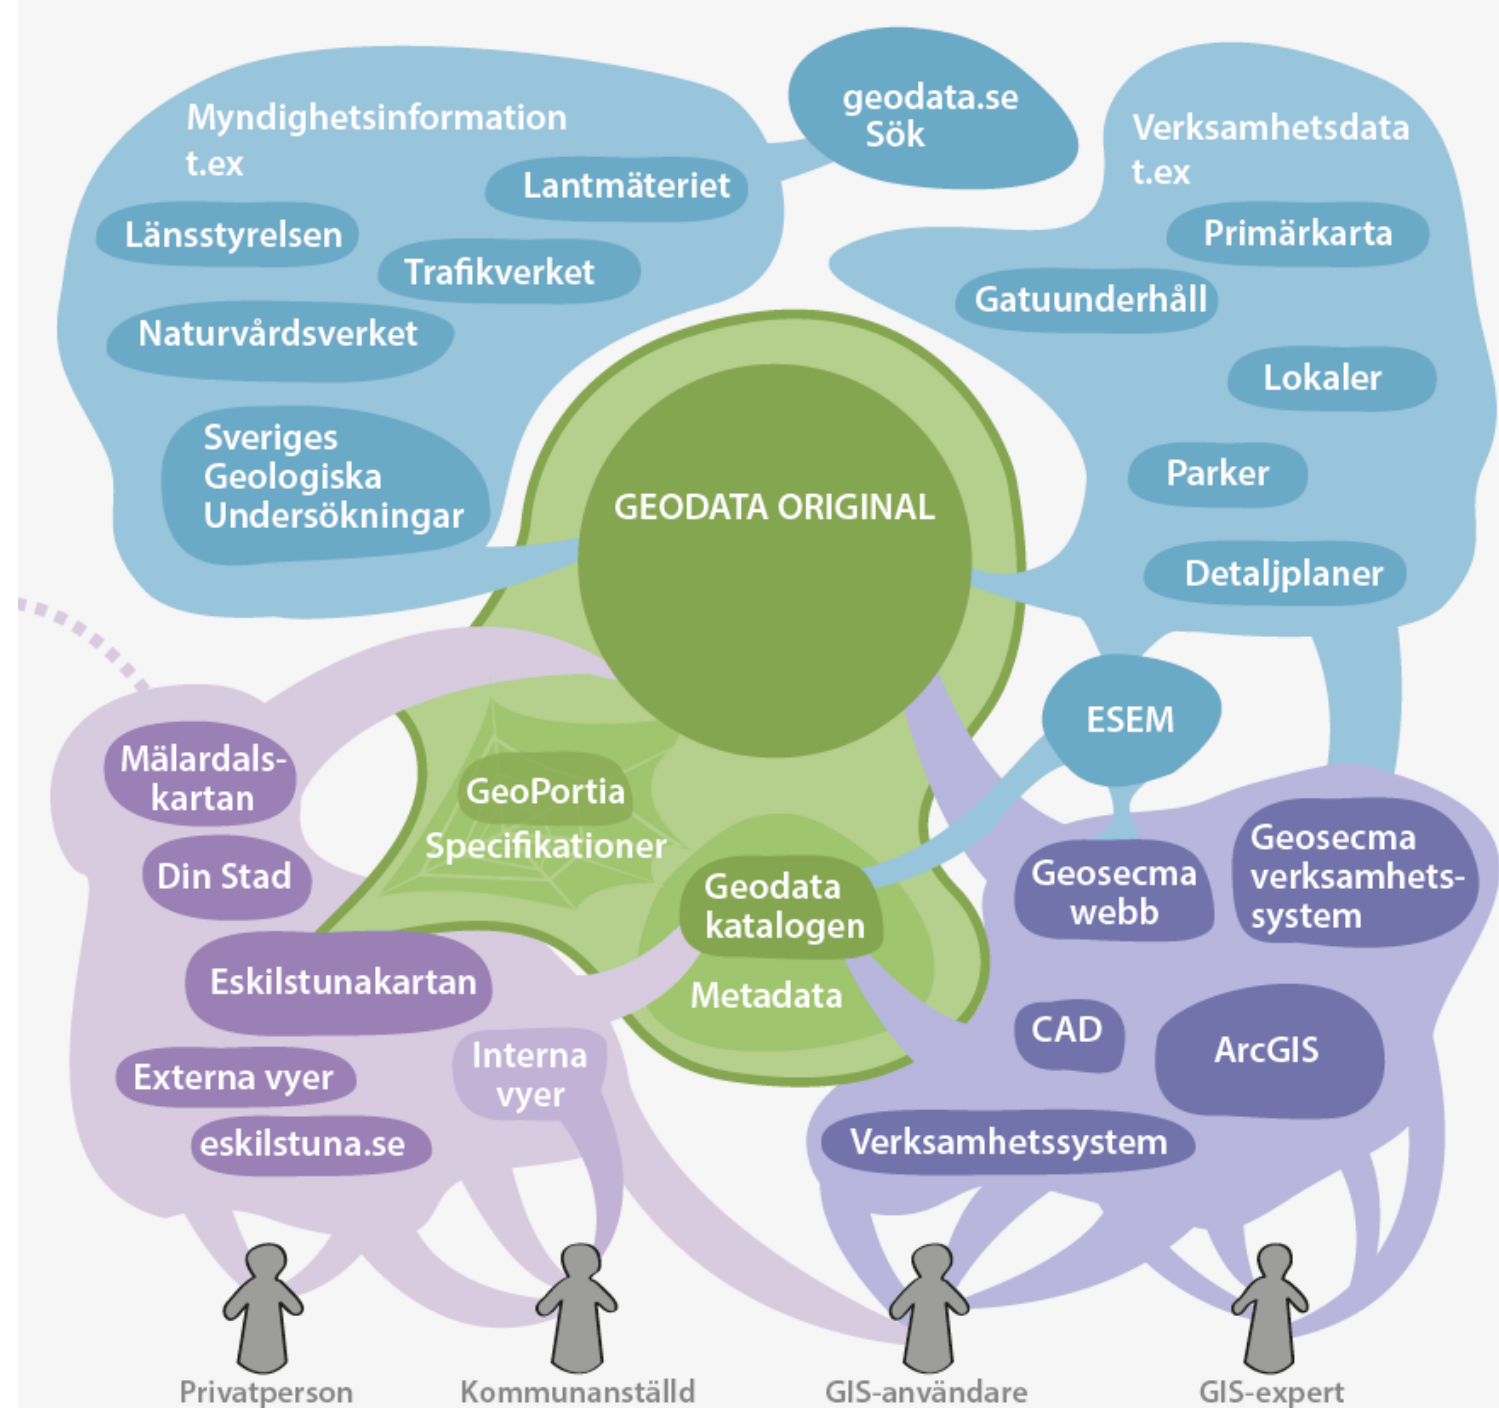 Myndighetsinformation
t.ex
Lantmäteriet
Länsstyrelsen
Trafikverket
Naturvårdsverket
Sveriges
Geologiska
Undersökningar
geodata.se
Sök
Verksamhetsdata
t.ex
Primärkarta
Gatuunderhåll
Lokaler
Parker
Detaljplaner
GEODATA ORIGINAL
ESEM
GeoPortia
Specifikationer
Geodata
katalogen
Metadata
Mälardals-
kartan
Din Stad
Eskilstunakartan
Externa vyer
Interna
vyer
eskilstuna.se
Geosecma
webb
Geosecma
verksamhets-
system
CAD
ArcGIS
Verksamhetssystem
Privatperson
Kommunanställd
GIS-användare
GIS-expert